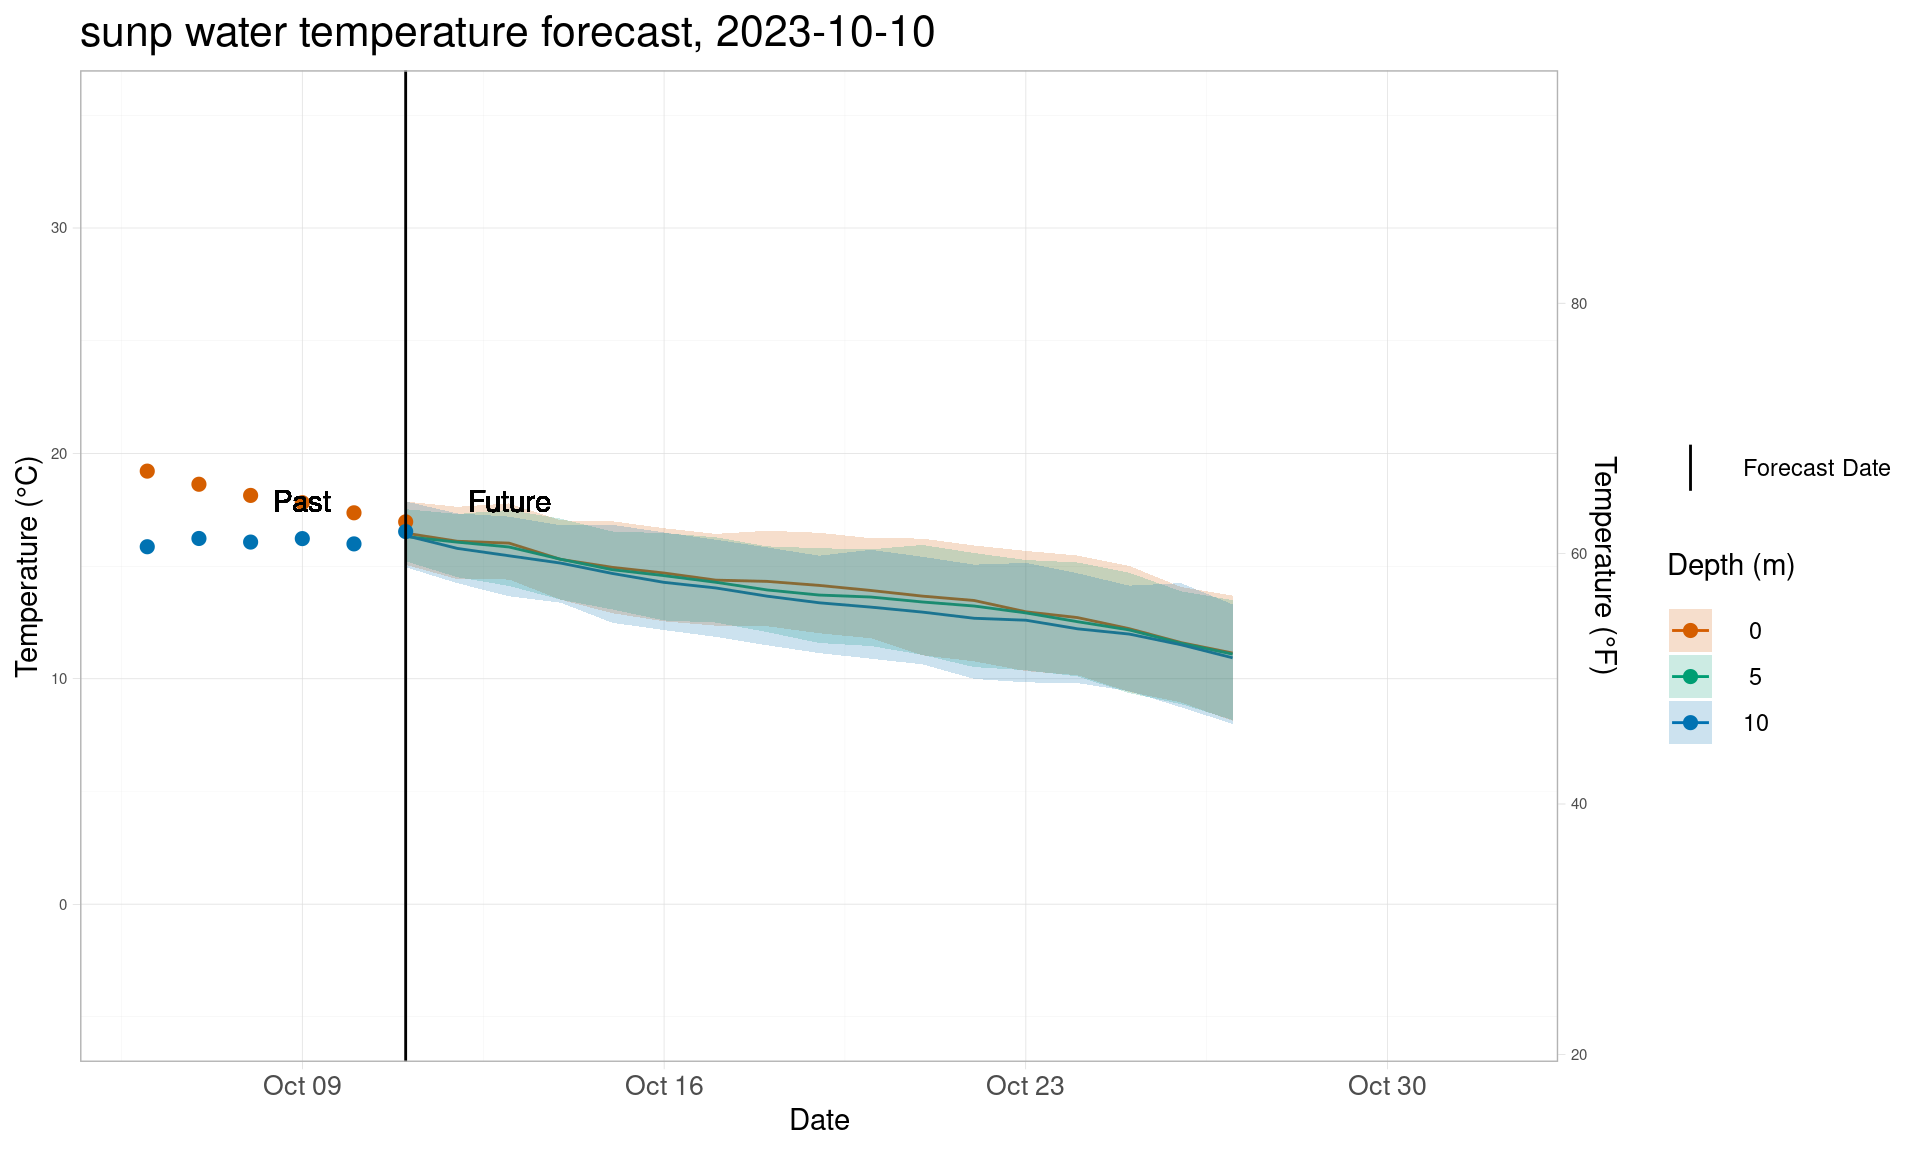 sunp water temperature forecast, 2023-10-10
Temperature (°C)
30
20
10
0
Past
Future
80
60
40
20
Temperature (°F)
Oct 09
Oct 16
Oct 23
Oct 30
Date
Forecast Date
Depth (m)
0
5
10